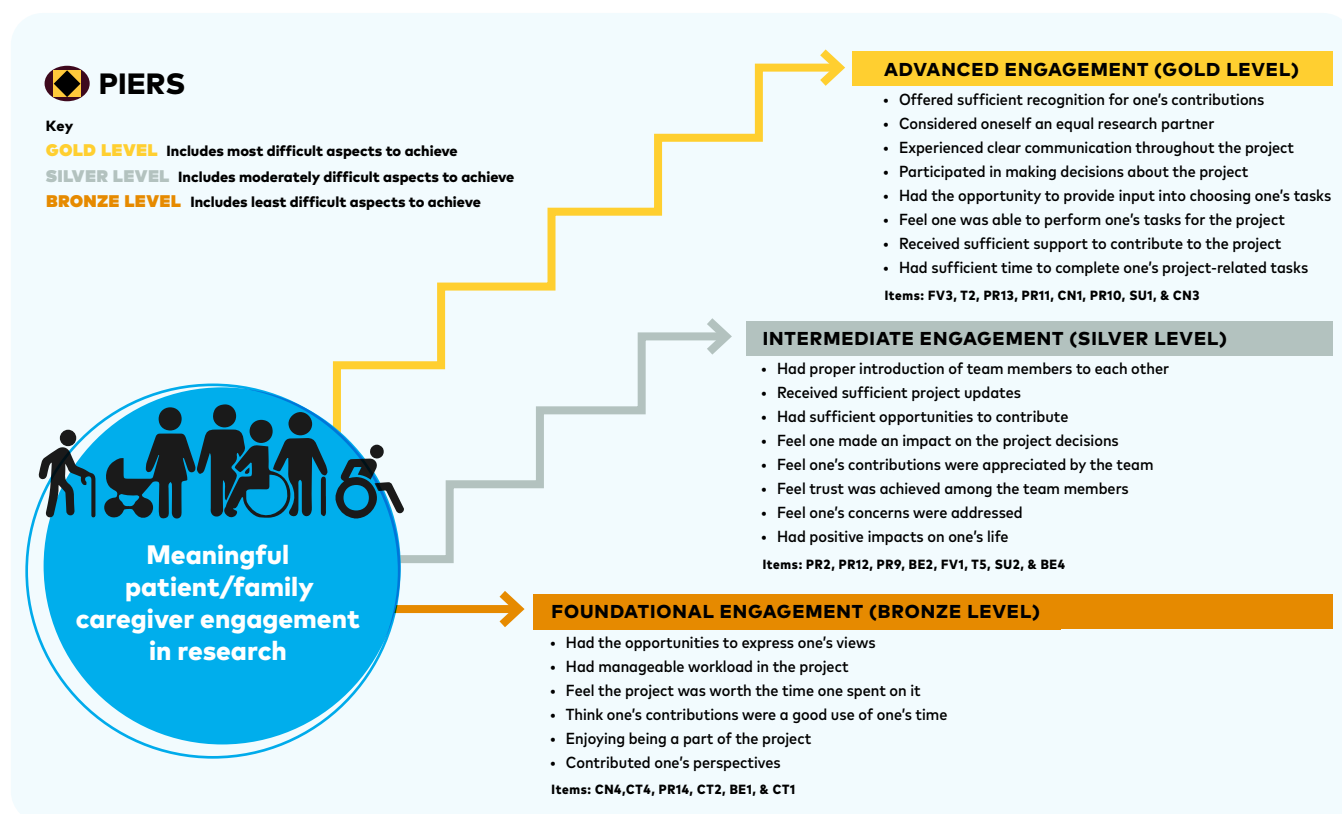 PIERS
Key
GOLD LEVEL Includes most difficult aspects to achieve
SILVER LEVEL Includes moderately difficult aspects to achieve
BRONZE LEVEL Includes least difficult aspects to achieve
ADVANCED ENGAGEMENT (GOLD LEVEL)
• Offered sufficient recognition for one's contributions
• Considered oneself an equal research partner
• Experienced clear communication throughout the project
• Participated in making decisions about the project
• Had the opportunity to provide input into choosing one's tasks
• Feel one was able to perform one's tasks for the project
• Received sufficient support to contribute to the project
• Had sufficient time to complete one's project-related tasks
Items: FV3, T2, PR13, PR11, CN1, PR10, SU1, & CN3
INTERMEDIATE ENGAGEMENT (SILVER LEVEL)
• Had proper introduction of team members to each other
• Received sufficient project updates
• Had sufficient opportunities to contribute
• Feel one made an impact on the project decisions
• Feel one's contributions were appreciated by the team
• Feel trust was achieved among the team members
• Feel one's concerns were addressed
• Had positive impacts on one's life
Items: PR2, PR12, PR9, BE2, FV1, T5, SU2, & BE4
Meaningful
patient/family
caregiver engagement
in research
FOUNDATIONAL ENGAGEMENT (BRONZE LEVEL)
• Had the opportunities to express one's views
• Had manageable workload in the project
• Feel the project was worth the time one spent on it
• Think one's contributions were a good use of one's time
• Enjoying being a part of the project
• Contributed one's perspectives
Items: CN4,CT4, PR14, CT2, BE1, & CT1